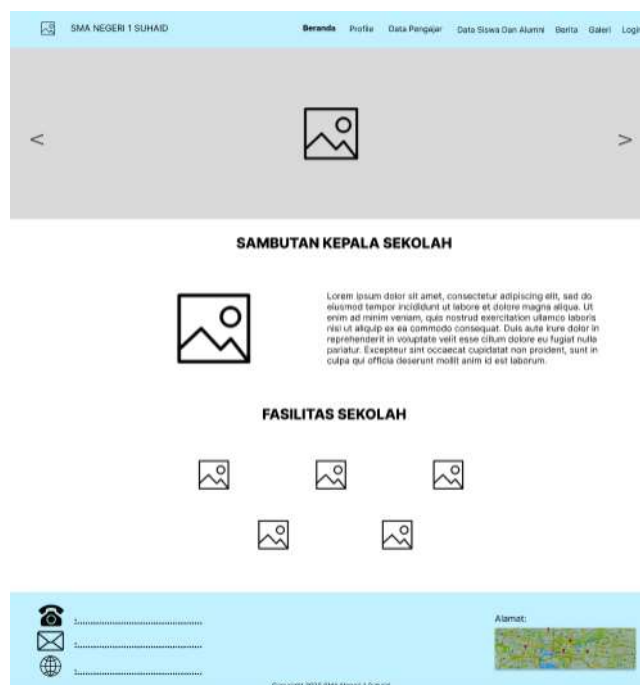 SMA NEGERI 1 SUHAID
Beranda Profile Data Pengajar Data Siswa Dan Alumni Berita Galeri Login
< >
SAMBUTAN KEPALA SEKOLAH
Lorem ipsum dolor sit amet, consectetur adipiscing elit, sed do
eiusmod tempor incididunt ut labore et dolore magna aliqua. Ut
enim ad minim veniam, quis nostrud exercitation ullamco laboris
nisi ut aliquip ex ea commodo consequat. Duis aute irure dolor in
reprehenderit in voluptate velit esse cillum dolore eu fugiat nulla
pariatur. Excepteur sint occaecat cupidatat non proident, sunt in
culpa qui officia deserunt mollit anim id est laborum.
FASILITAS SEKOLAH
Alamat: